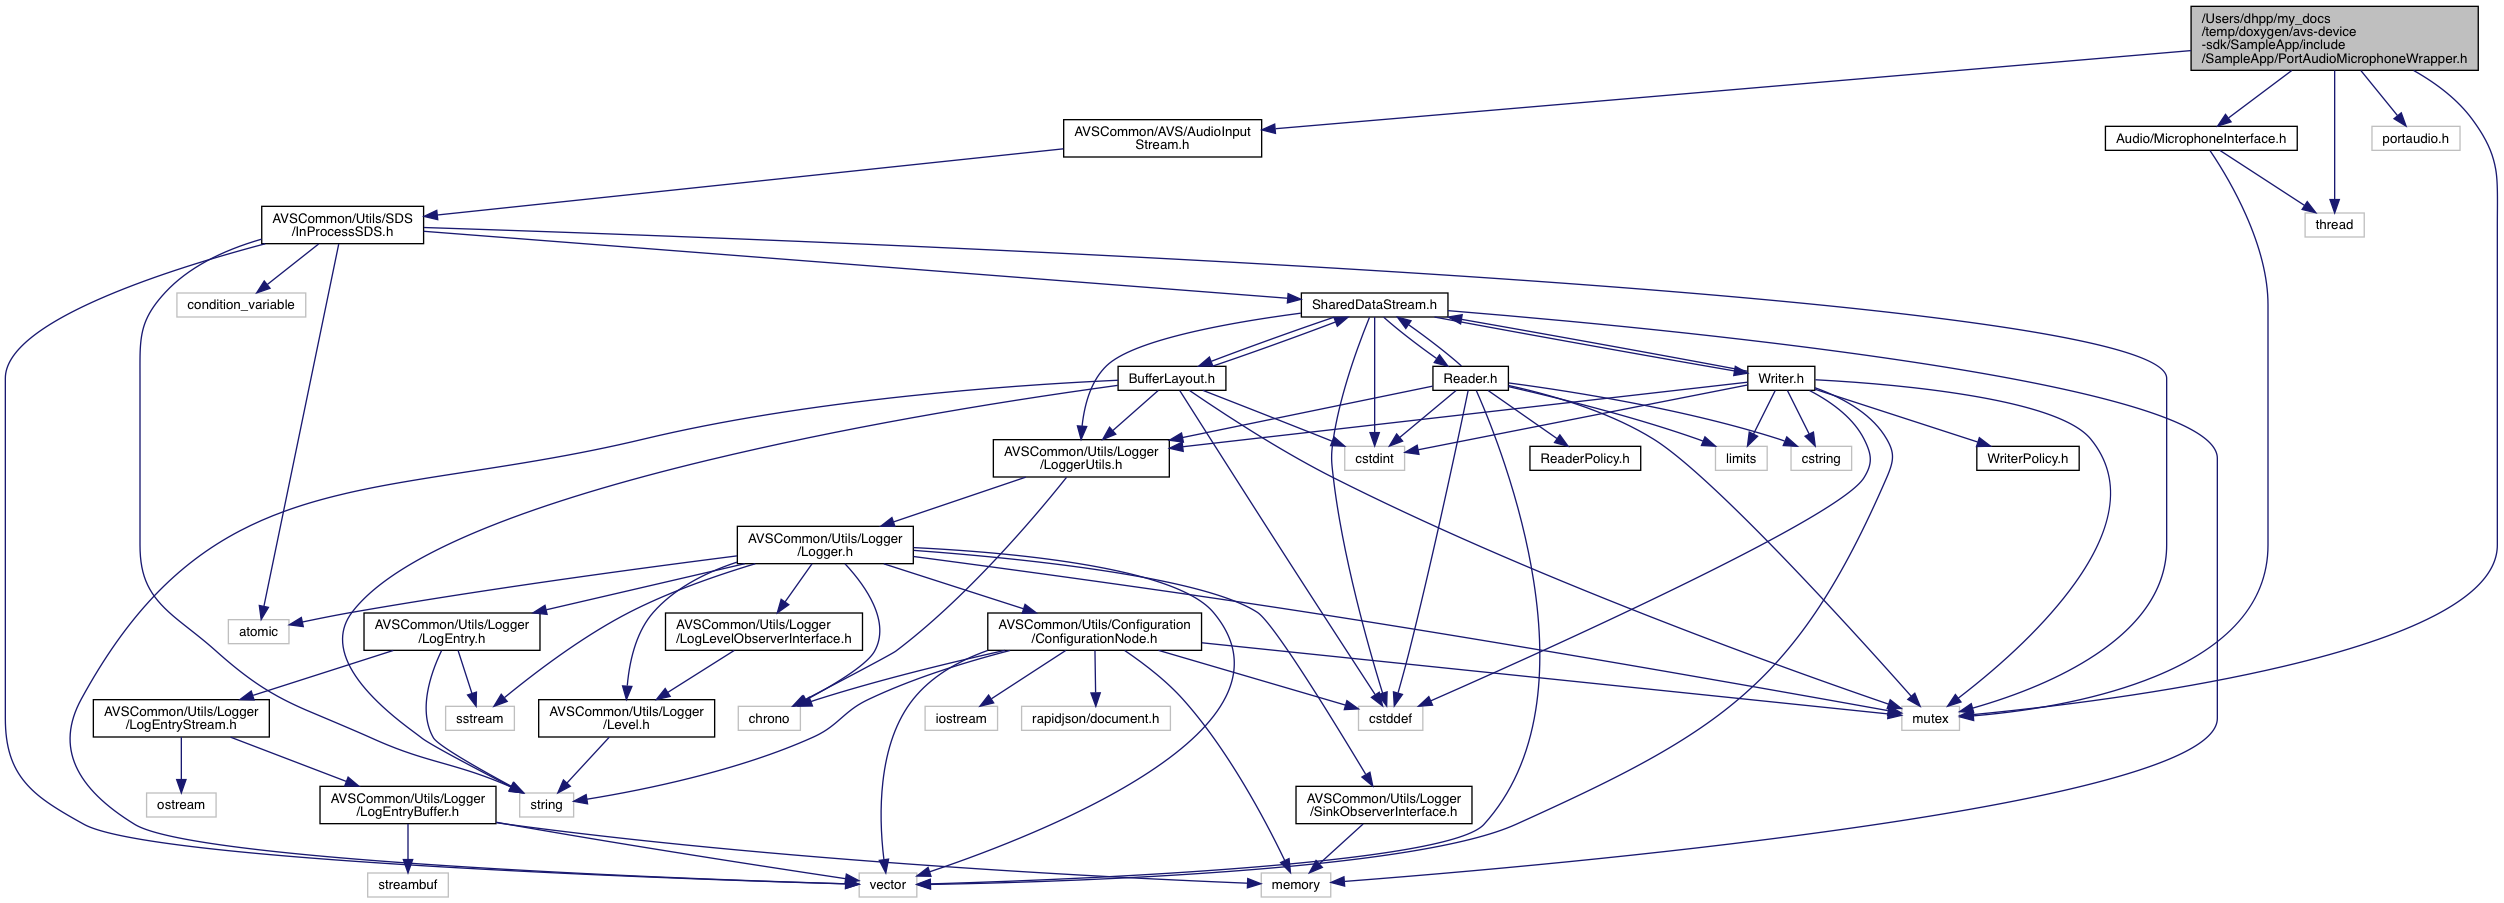 /Users/dhpp/my_docs
/temp/doxygen/avs-device
-sdk/SampleApp/include
/SampleApp/PortAudioMicrophoneWrapper.h
AVSCommon/AVS/AudioInput
Stream.h
Audio/MicrophoneInterface.h
portaudio.h
AVSCommon/Utils/SDS
/InProcessSDS.h
thread
condition_variable
SharedDataStream.h
BufferLayout.h
Reader.h
Writer.h
AVSCommon/Utils/Logger
/LoggerUtils.h
cstdint
ReaderPolicy.h
limits
cstring
WriterPolicy.h
AVSCommon/Utils/Logger
/Logger.h
atomic
AVSCommon/Utils/Logger
/LogEntry.h
AVSCommon/Utils/Logger
/LogLevelObserverInterface.h
AVSCommon/Utils/Configuration
/ConfigurationNode.h
AVSCommon/Utils/Logger
/LogEntryStream.h
sstream
AVSCommon/Utils/Logger
/Level.h
chrono
iostream
rapidjson/document.h
cstddef
mutex
ostream
AVSCommon/Utils/Logger
/LogEntryBuffer.h
string
AVSCommon/Utils/Logger
/SinkObserverInterface.h
streambuf
vector
memory